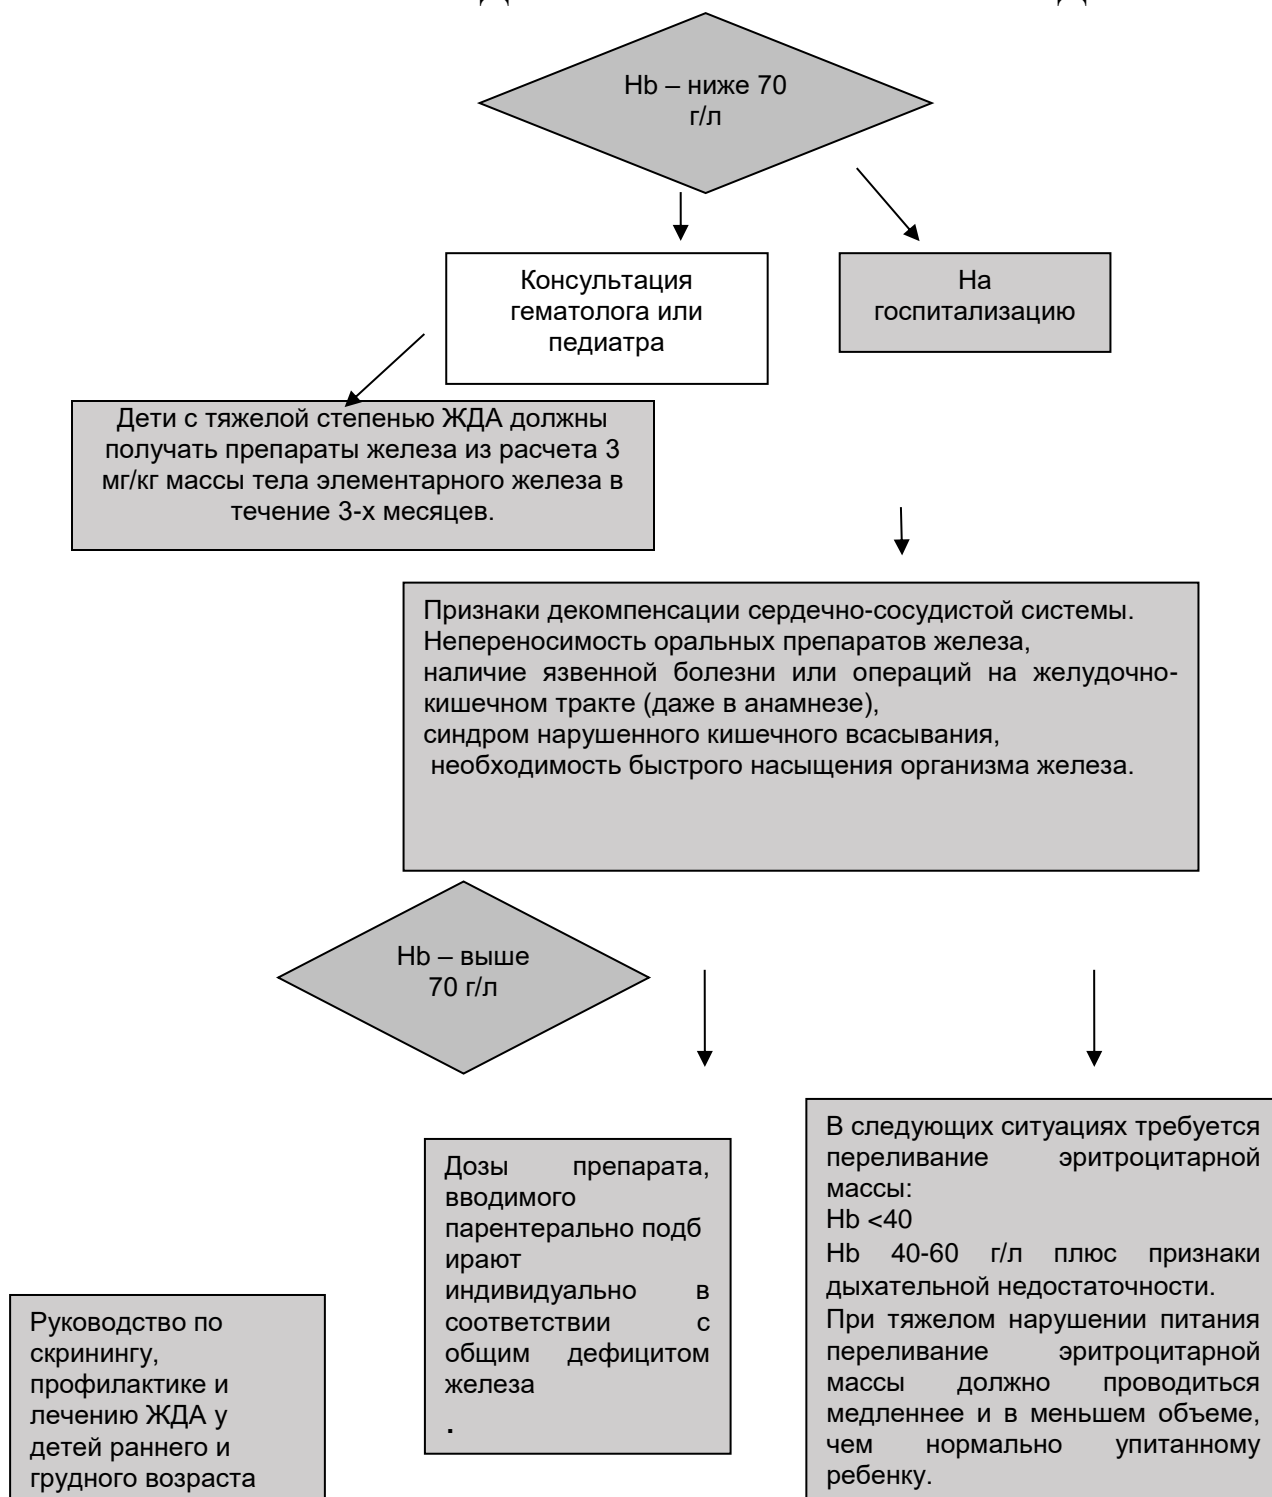 Hb – ниже 70
г/л
Консультация
гематолога или
педиатра
На
госпитализацию
Дети с тяжелой степенью ЖДА должны
получать препараты железа из расчета 3
мг/кг массы тела элементарного железа в
течение 3-х месяцев.
Признаки декомпенсации сердечно-сосудистой системы.
Непереносимость оральных препаратов железа,
наличие язвенной болезни или операций на желудочно-
кишечном тракте (даже в анамнезе),
синдром нарушенного кишечного всасывания,
необходимость быстрого насыщения организма железа.
Hb – выше
70 г/л
Дозы препарата,
вводимого
парентерально подб
ирают
индивидуально в
соответствии с
общим дефицитом
железа
.
В следующих ситуациях требуется
переливание эритроцитарной
массы:
Hb <40
Hb 40-60 г/л плюс признаки
дыхательной недостаточности.
При тяжелом нарушении питания
переливание эритроцитарной
массы должно проводиться
медленнее и в меньшем объеме,
чем нормально упитанному
ребенку.
Руководство по
скринингу,
профилактике и
лечению ЖДА у
детей раннего и
грудного возраста